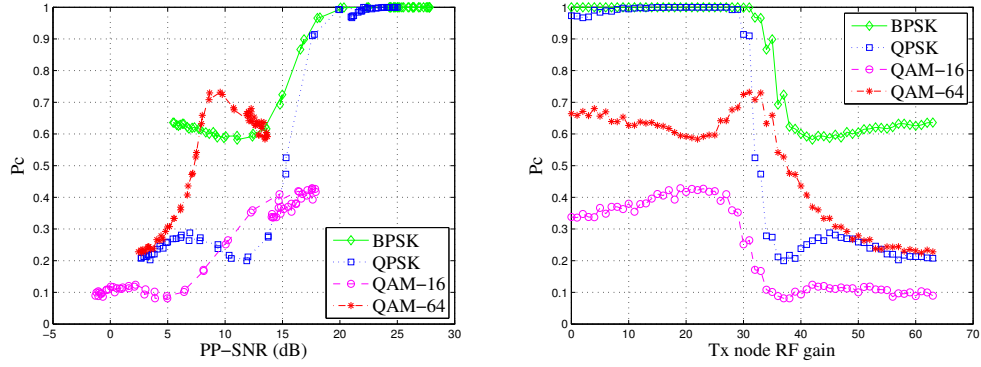 1
0.9
0.8
0.7
0.6
0.5
0.4
0.3
0.2
0.1
0
Pc
−5 0 5 10 15 20 25 30
PP−SNR (dB)
BPSK
QPSK
QAM−16
QAM−64
1
0.9
0.8
0.7
0.6
0.5
0.4
0.3
0.2
0.1
0
Pc
0 10 20 30 40 50 60 70
Tx node RF gain
BPSK
QPSK
QAM−16
QAM−64